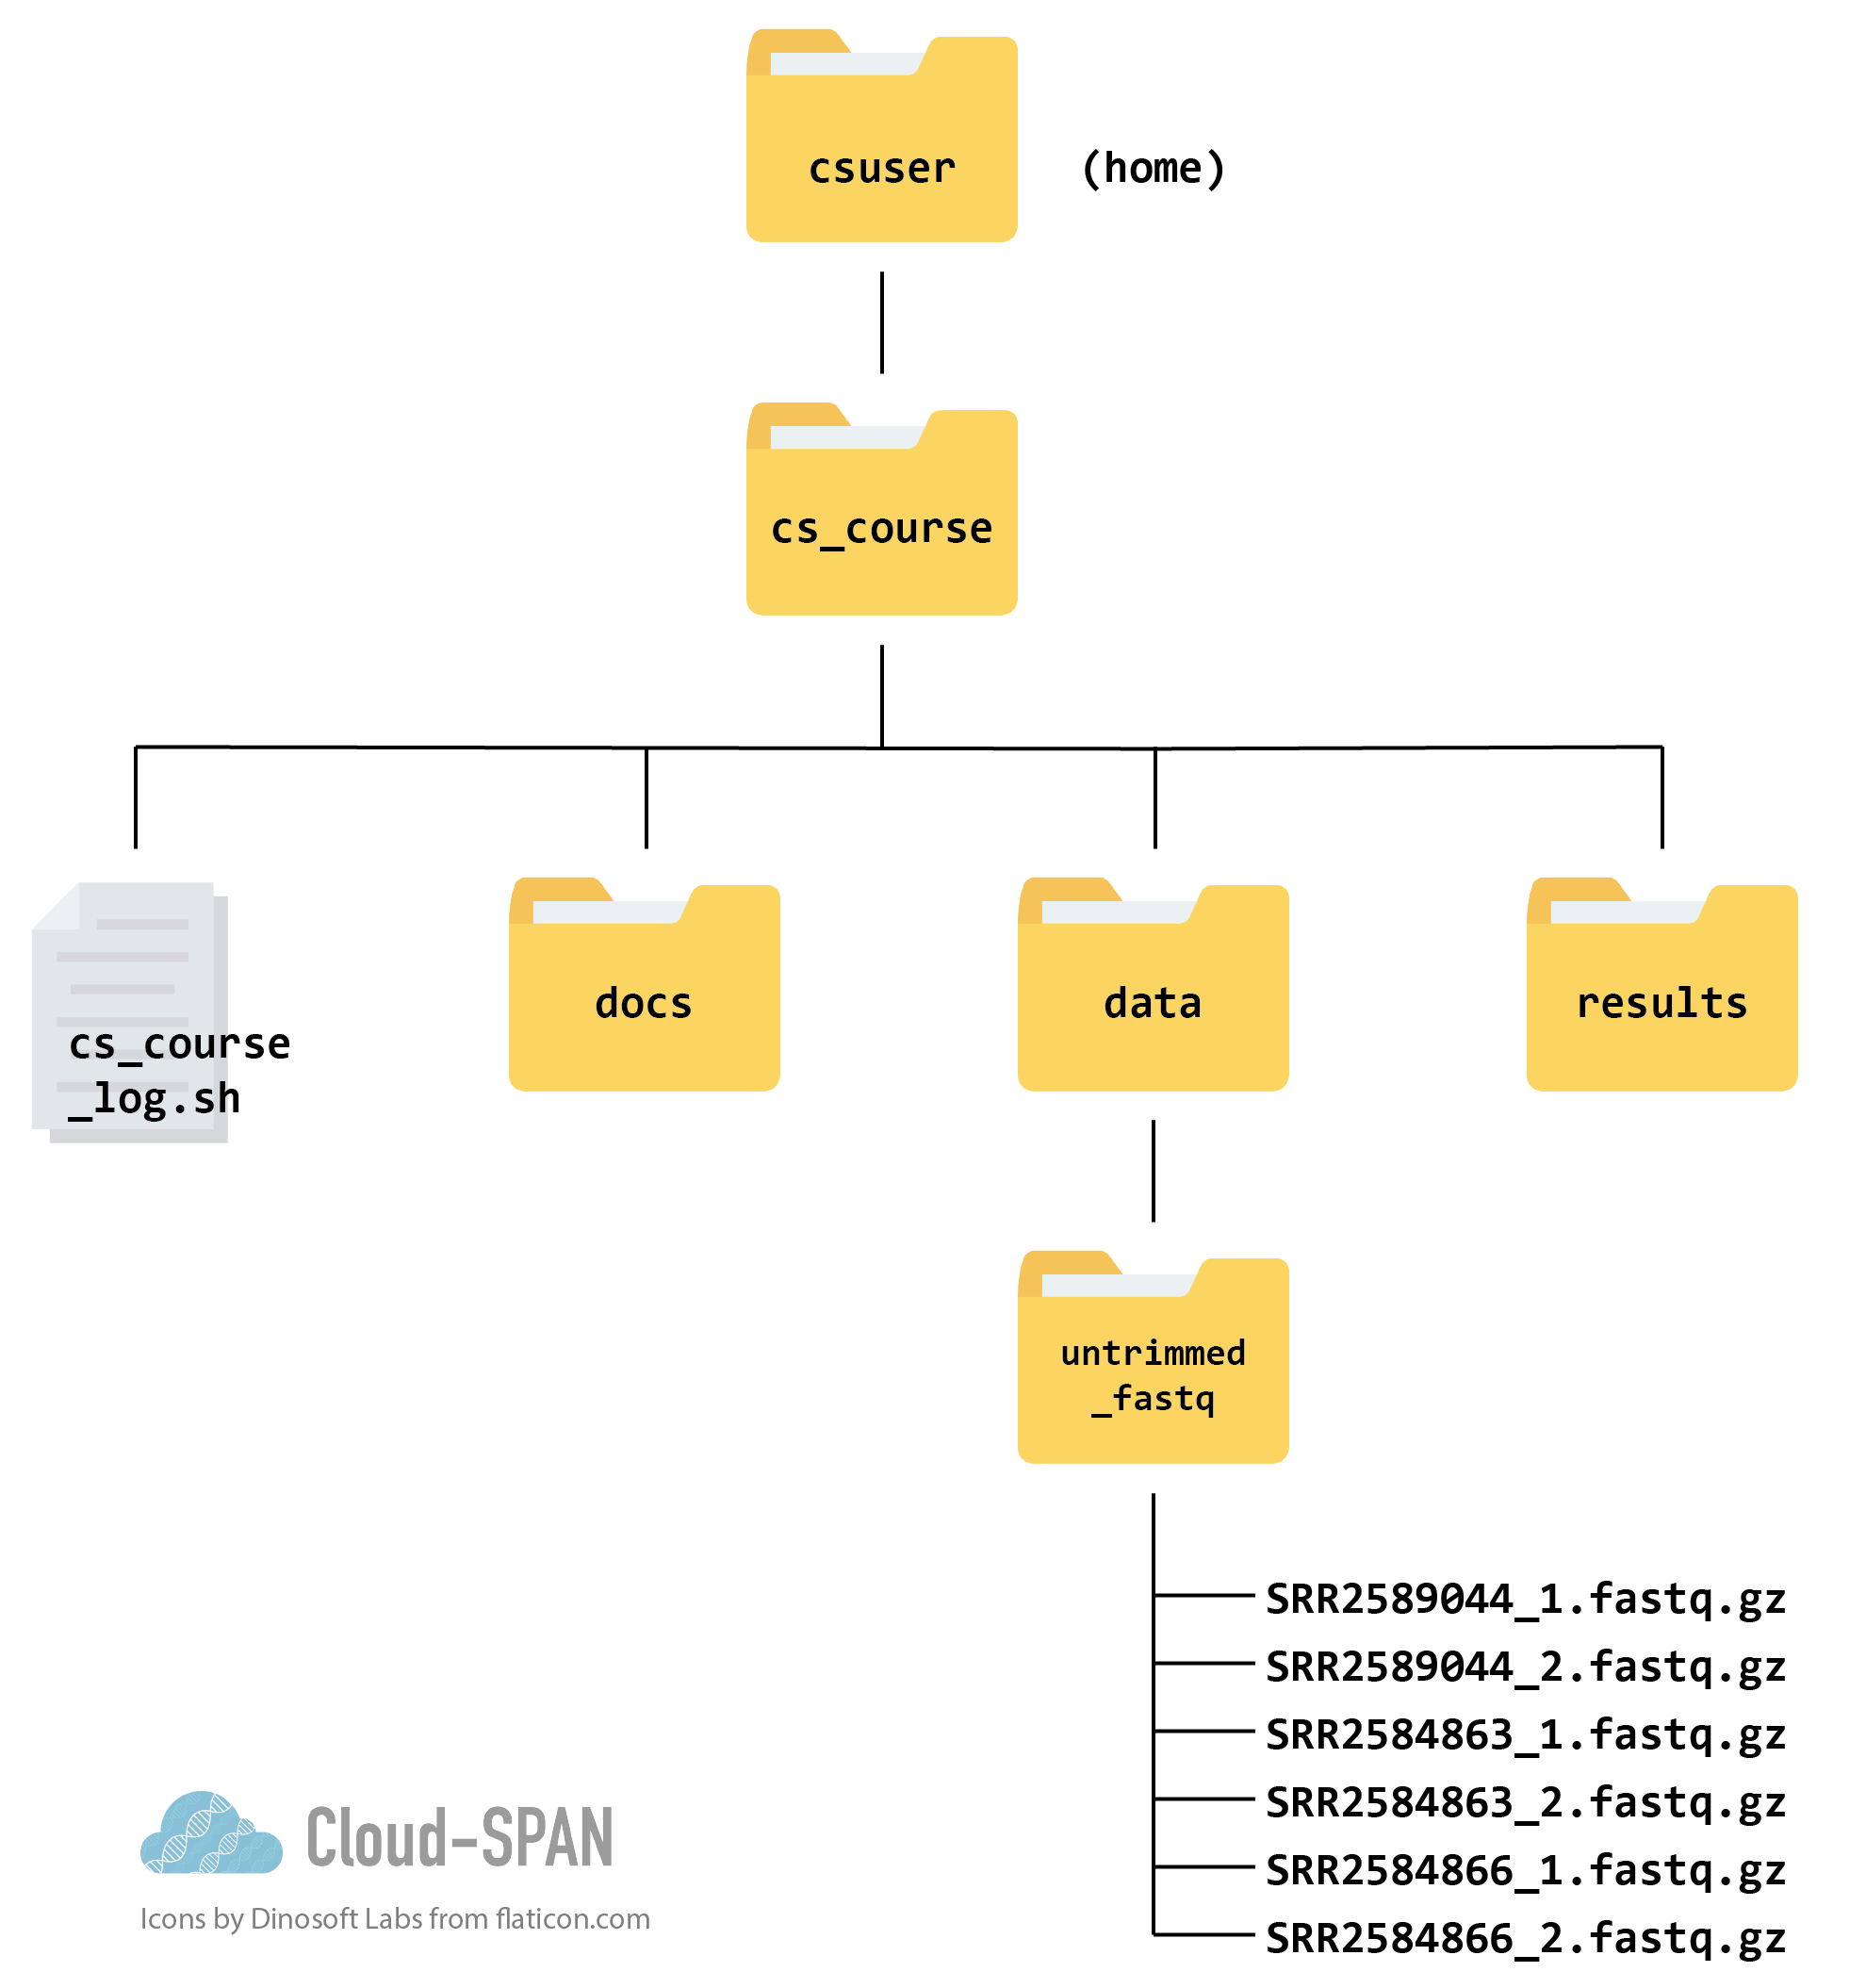 csuser
(home)
cs_course
cs_course
_log.sh
docs
data
results
untrimmed
_fastq
SRR2589044_1.fastq.gz
SRR2589044_2.fastq.gz
SRR2584863_1.fastq.gz
SRR2584863_2.fastq.gz
SRR2584866_1.fastq.gz
SRR2584866_2.fastq.gz
Cloud-SPAN
Icons by Dinosoft Labs from flaticon.com